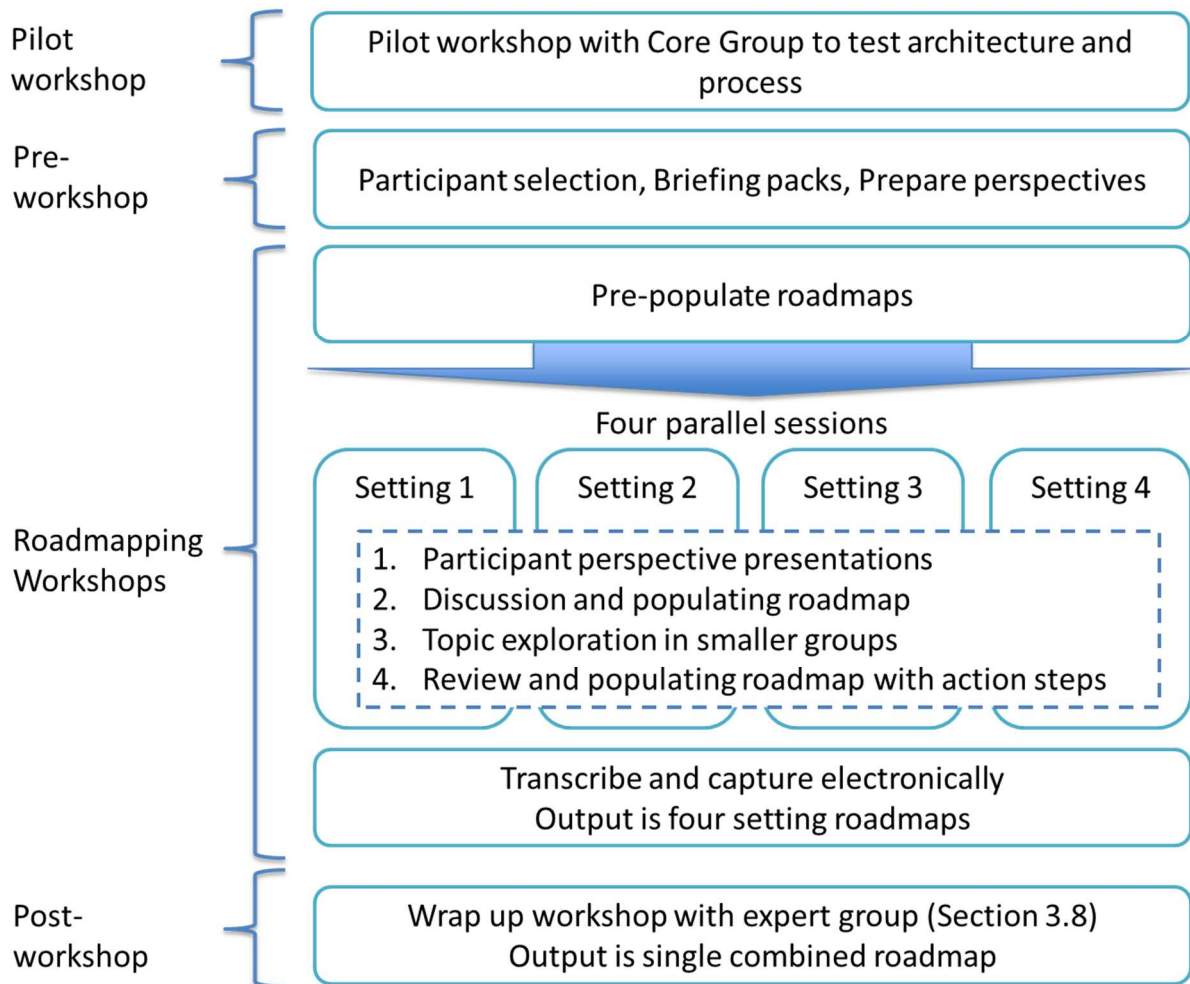 Pilot
workshop
Pilot workshop with Core Group to test architecture and
process
Pre-
workshop
Participant selection, Briefing packs, Prepare perspectives
Pre-populate roadmaps
Four parallel sessions
Setting 1
Setting 2
Setting 3
Setting 4
Roadmapping
Workshops
1. Participant perspective presentations
2. Discussion and populating roadmap
3. Topic exploration in smaller groups
4. Review and populating roadmap with action steps
Transcribe and capture electronically
Output is four setting roadmaps
Post-
workshop
Wrap up workshop with expert group (Section 3.8)
Output is single combined roadmap